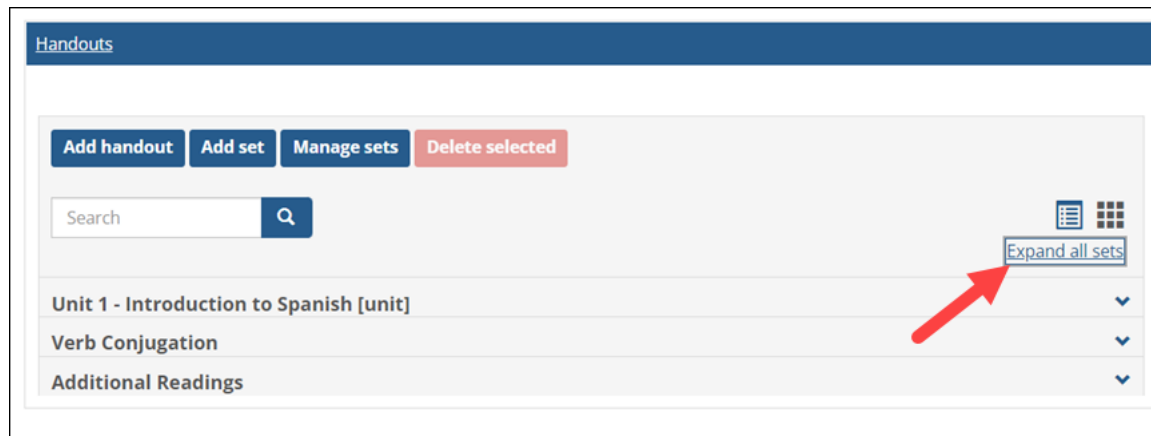 Handouts
Add handout Add set Manage sets Delete selected
Search
Expand all sets
Unit 1 - Introduction to Spanish [unit]
Verb Conjugation
Additional Readings